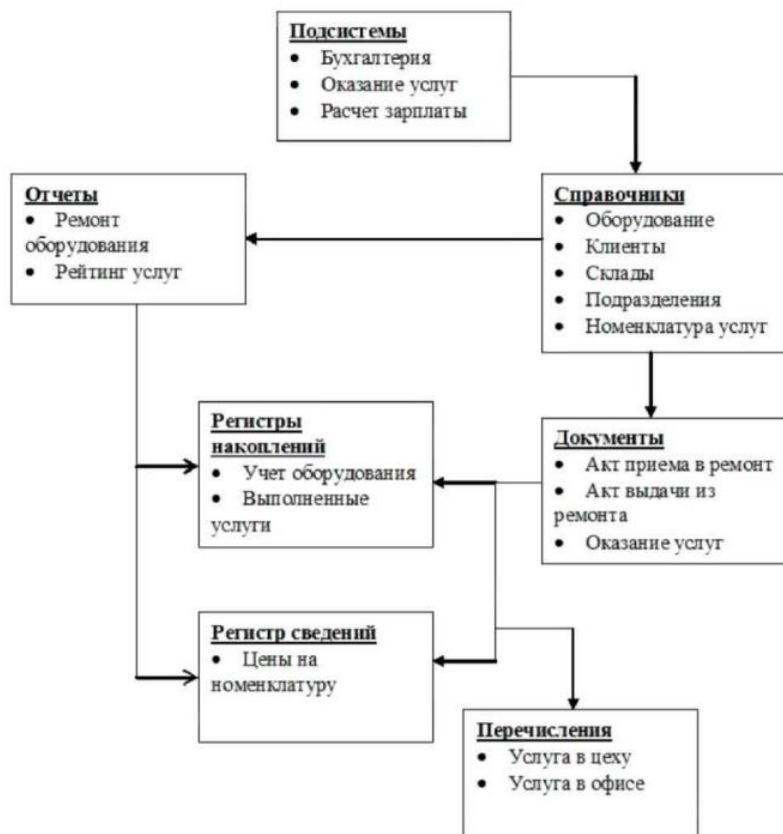 Подсистемы
• Бухгалтерия
• Оказание услуг
• Расчет зарплаты
Отчеты
• Ремонт
оборудования
• Рейтинг услуг
Справочники
• Оборудование
• Клиенты
• Склады
• Подразделения
• Номенклатура услуг
Регистры
накоплений
• Учет оборудования
• Выполненные
услуги
Документы
• Акт приема в ремонт
• Акт выдачи из
ремонта
• Оказание услуг
Регистр сведений
• Цены на
номенклатуру
Перечисления
• Услуга в цеху
• Услуга в офисе